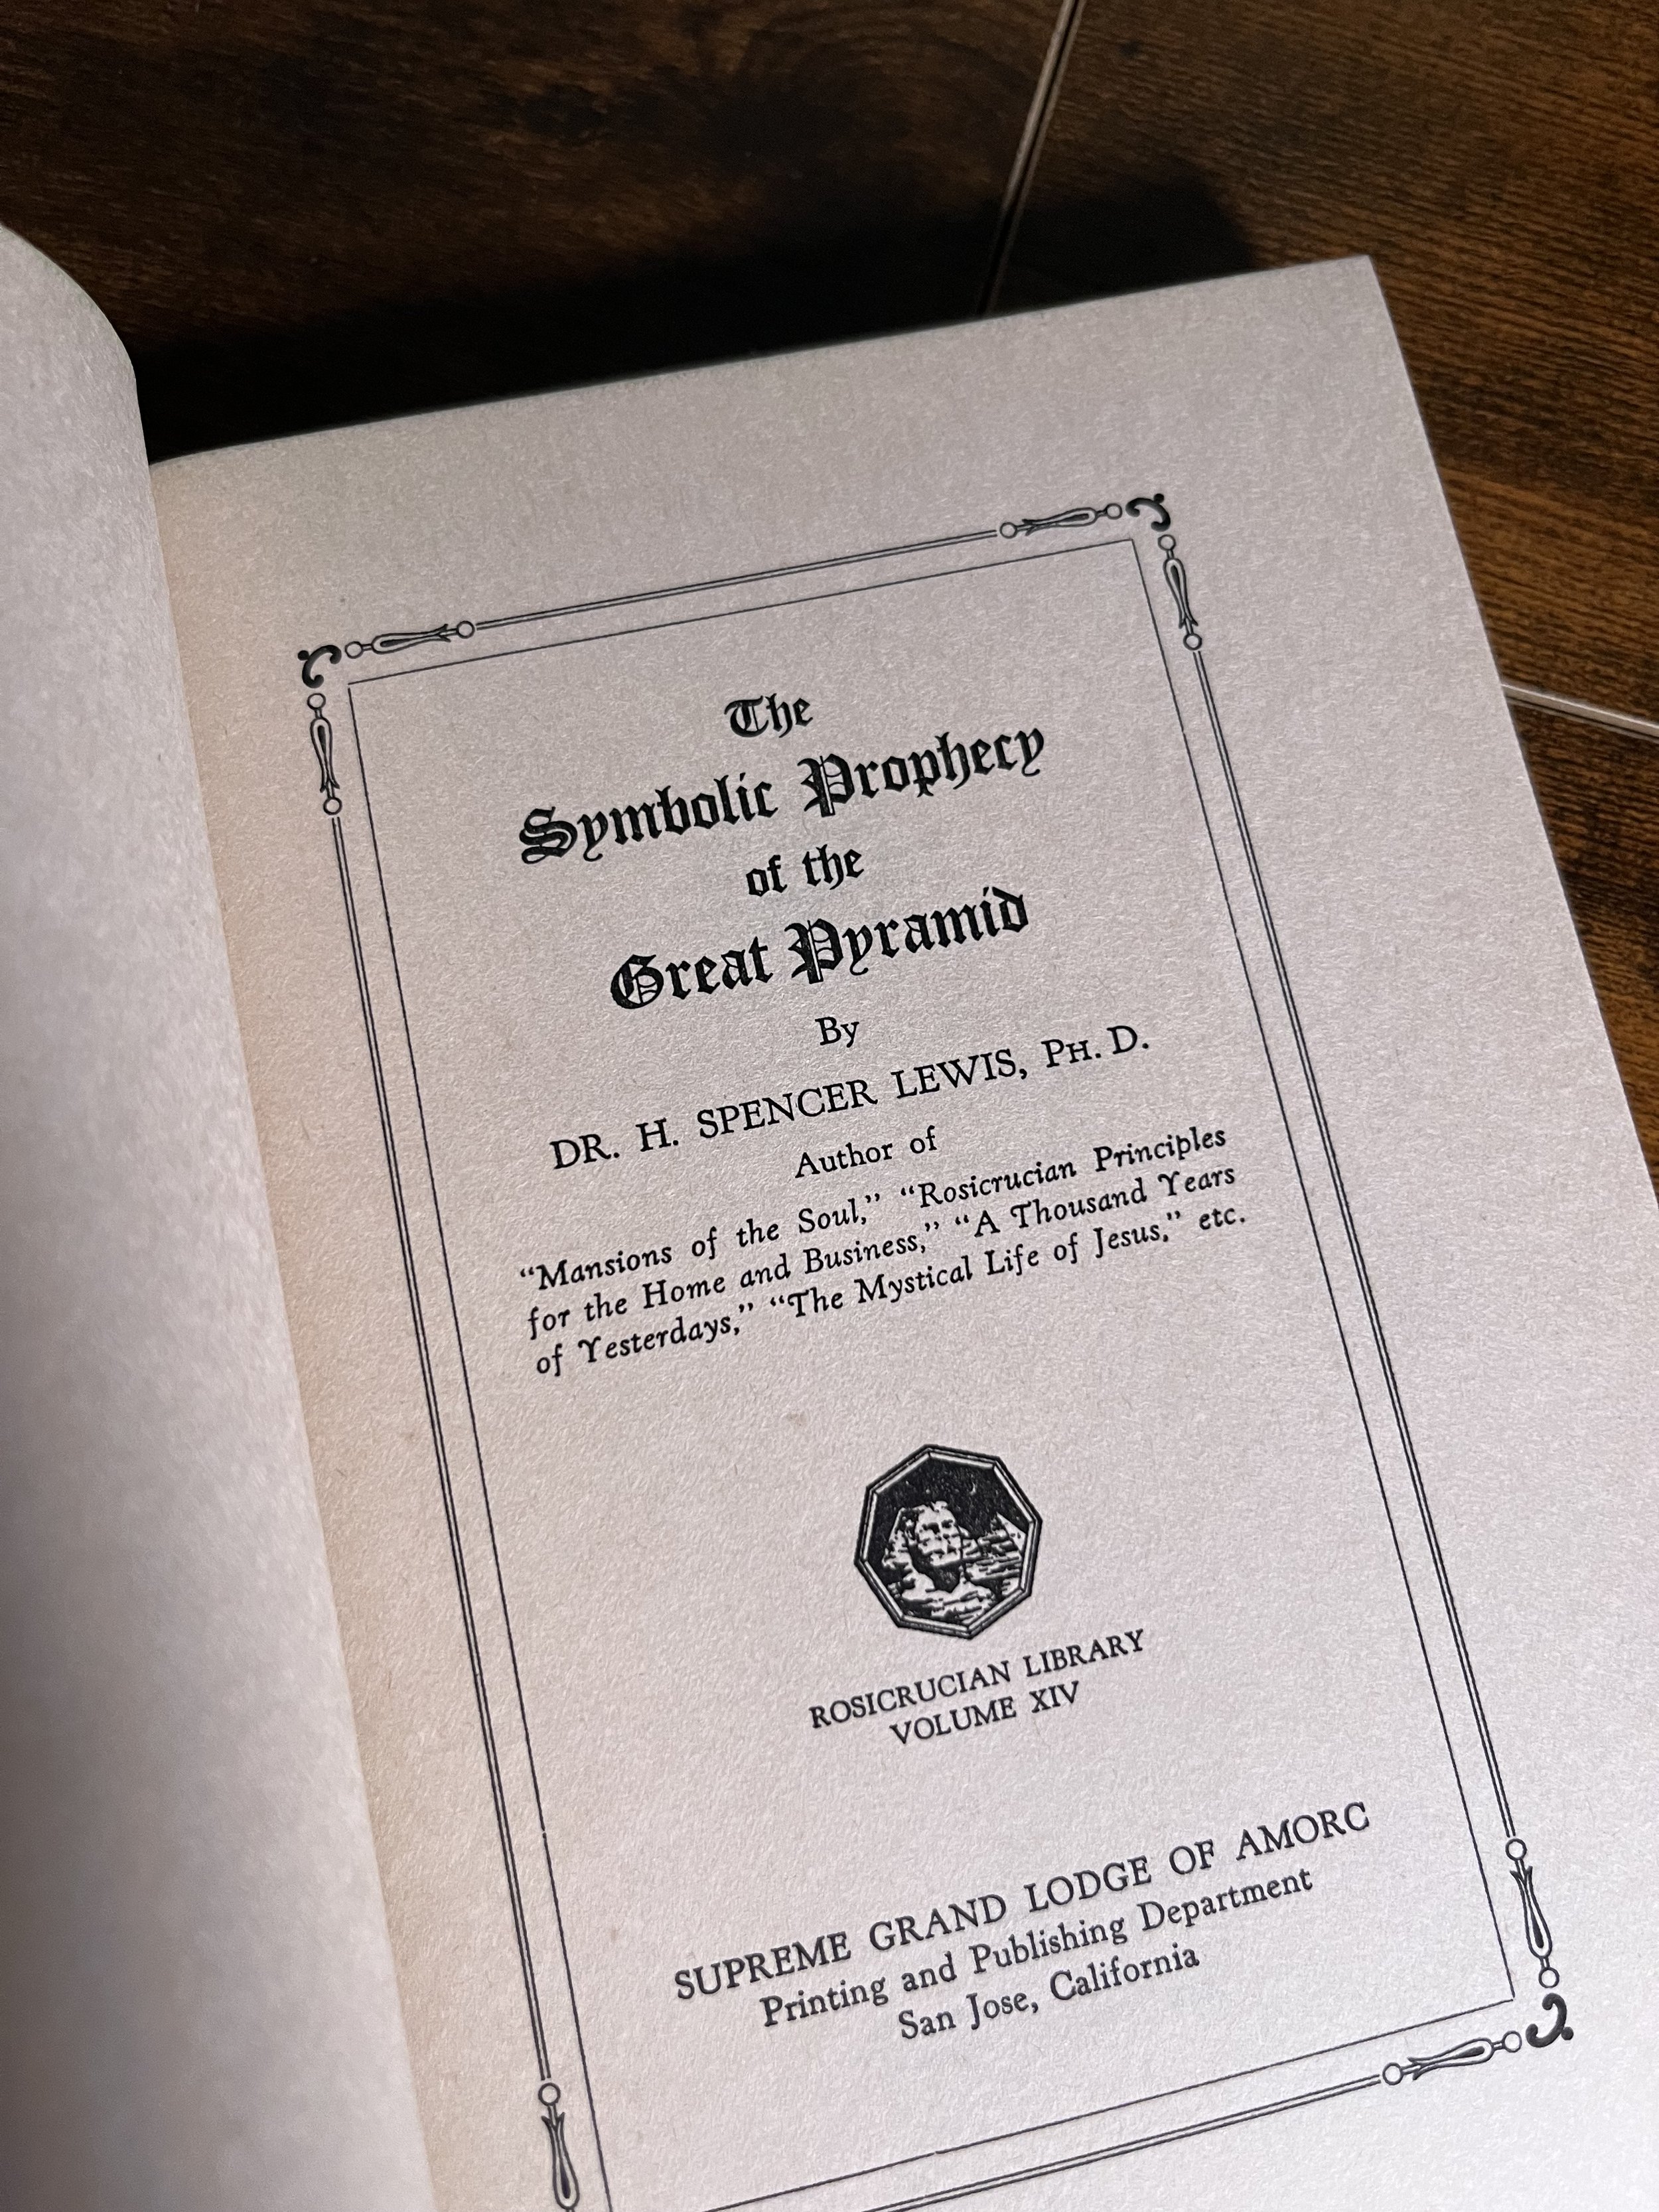 The
Symbolic Prophecy
of the
Great Pyramid
By
DR. H. SPENCER LEWIS, PH. D.
Author of
“Mansions of the Soul,” “Rosicrucian Principles
for the Home and Business,” “A Thousand Years
of Yesterdays,” “The Mystical Life of Jesus,” etc.
ROSICRUCIAN LIBRARY
VOLUME XIV
SUPREME GRAND LODGE OF AMORC
Printing and Publishing Department
San Jose, California